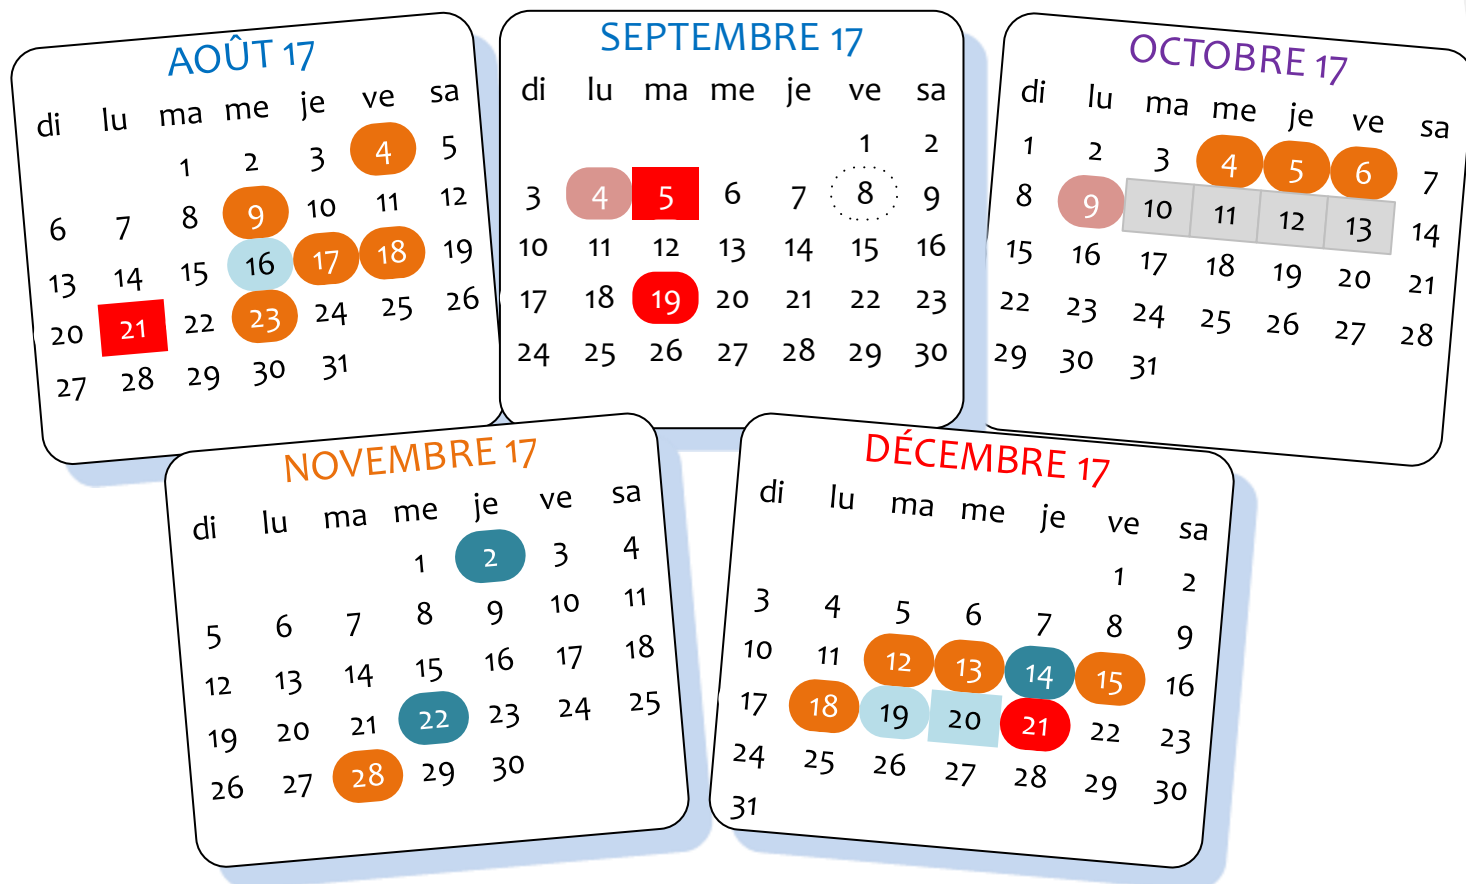 AOÛT 17
di lu ma me je ve sa
1 2 3 4 5
6 7 8 9 10 11 12
13 14 15 16 17 18 19
20 21 22 23 24 25 26
27 28 29 30 31
SEPTEMBRE 17
di lu ma me je ve sa
1 2
3 4 5 6 7 8 9
10 11 12 13 14 15 16
17 18 19 20 21 22 23
24 25 26 27 28 29 30
OCTOBRE 17
di lu ma me je ve sa
1 2 3 4 5 6 7
8 9 10 11 12 13 14
15 16 17 18 19 20 21
22 23 24 25 26 27 28
29 30 31
NOVEMBRE 17
di lu ma me je ve sa
1 2 3 4
5 6 7 8 9 10 11
12 13 14 15 16 17 18
19 20 21 22 23 24 25
26 27 28 29 30
DÉCEMBRE 17
di lu ma me je ve sa
1 2
3 4 5 6 7 8 9
10 11 12 13 14 15 16
17 18 19 20 21 22 23
24 25 26 27 28 29 30
31